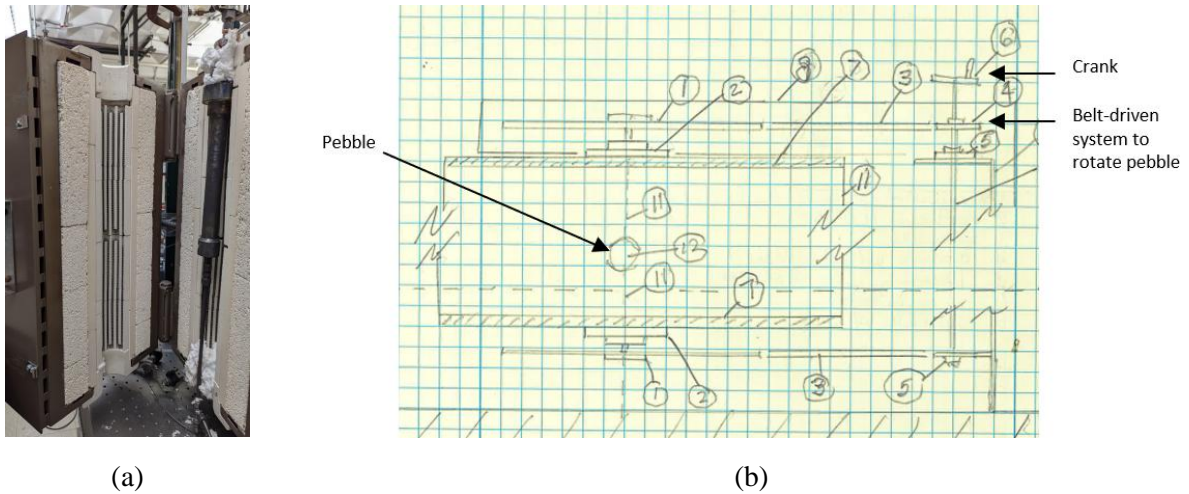 6
1
2
8
7
3
4
Crank
Belt-driven
system to
rotate pebble
5
Pebble
11
11
12
11
7
1
2
3
5
(a)
(b)